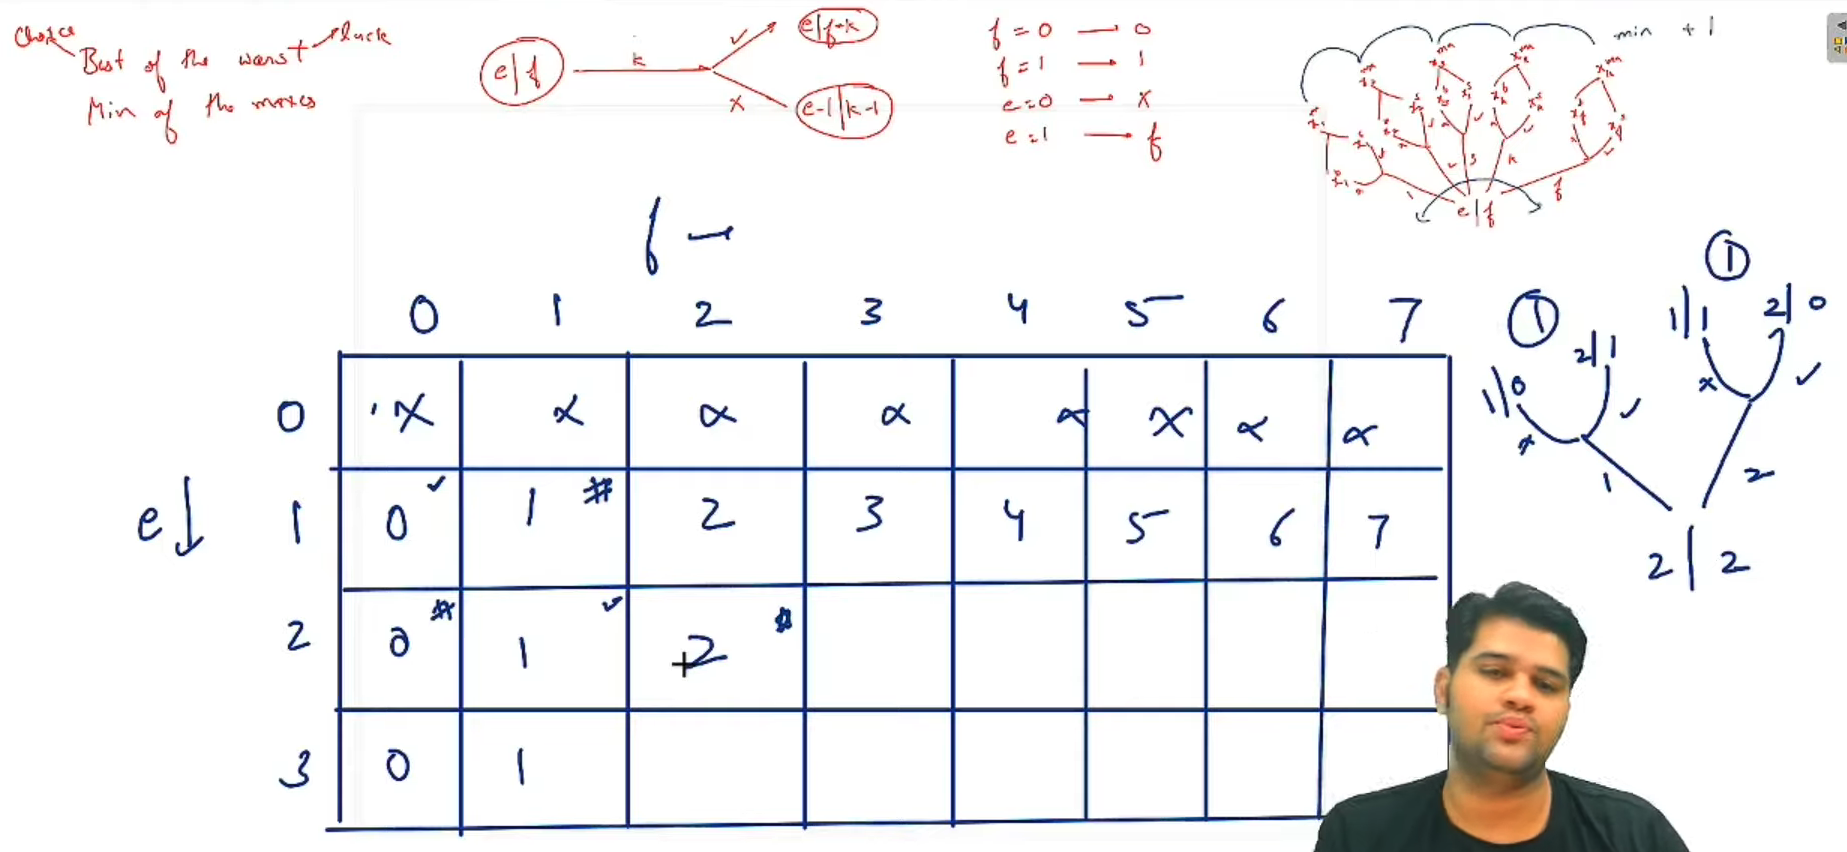 Choice
Best of the worst luck
Min of the maxes
e|f k ✓ e|f-k
x e-1|k-1
f = 0 → 0
f = 1 → 1
e = 0 → x
e = 1 → f
min + 1
e|f
f →
0 1 2 3 4 5 6 7
0 x x x x x x x x
e↓ 1 0 ✓ 1 # 2 3 4 5 6 7
2 0 # 1 ✓ 2 #
3 0 1
1 1
1|0 2|1 1|1 2|0
x ✓ x ✓
1 2
2|2